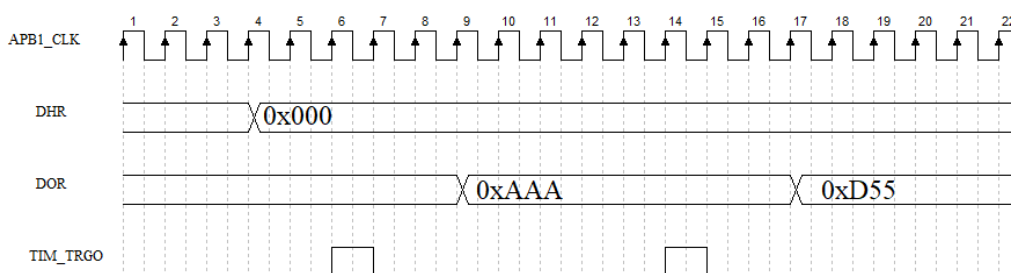 1 2 3 4 5 6 7 8 9 10 11 12 13 14 15 16 17 18 19 20 21 22
APB1_CLK
DHR 0x000
DOR 0xAAA 0xD55
TIM_TRGO